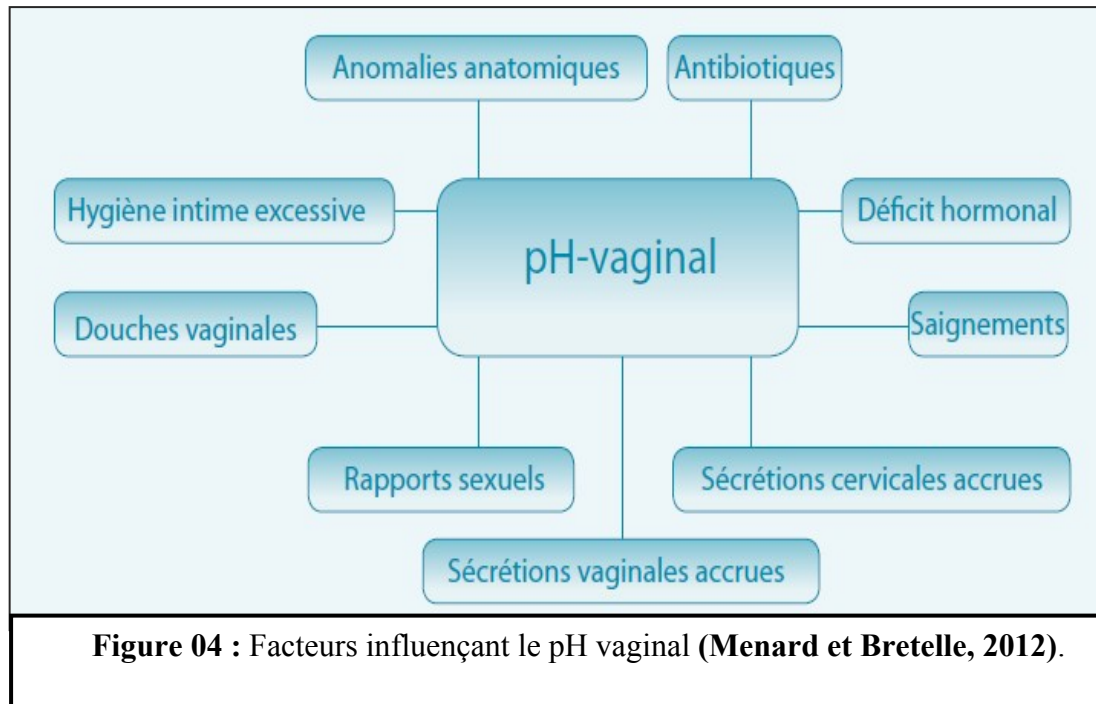 Anomalies anatomiques
Antibiotiques
Hygiène intime excessive
pH-vaginal
Déficit hormonal
Douches vaginales
Saignements
Rapports sexuels
Sécrétions cervicales accrues
Sécrétions vaginales accrues
Figure 04 : Facteurs influençant le pH vaginal (Menard et Bretelle, 2012).